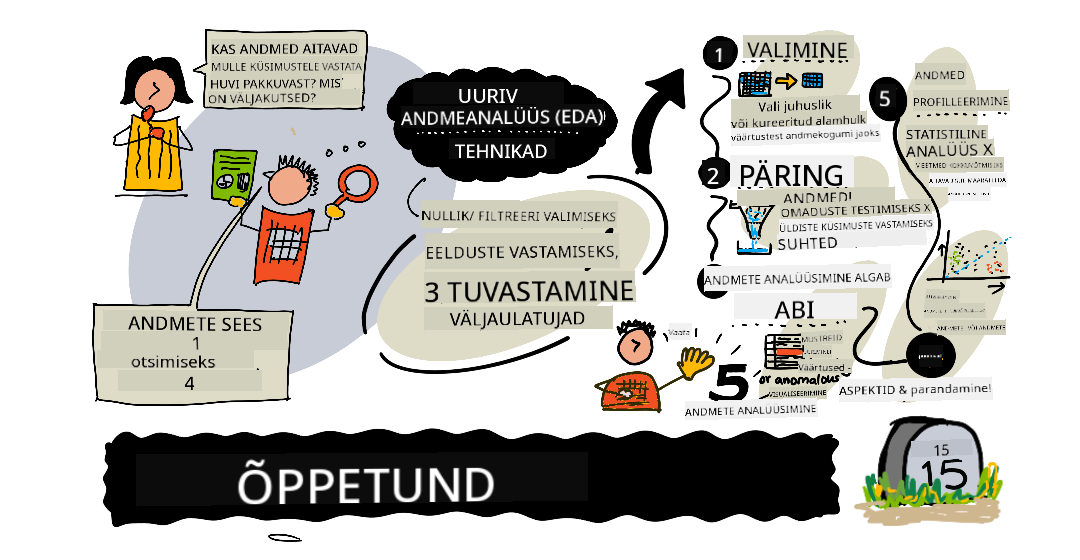 KAS ANDMED AITAVAD
MULLE KÜSIMUSTELE VASTATA
HUVI PAKKUVAST? MIS'
ON VÄLJAKUTSED?
ANDMETE SEES
1
otsimiseks
4
UURIV
ANDMEANALÜÜS (EDA)
TEHNIKAD
NULLIK/ FILTREERI VALIMISEKS
EELDUSTE VASTAMISEKS,
3 TUVASTAMINE
VÄLJAULATUJAD
1
VALIMINE
Vali juhuslik
või kureeritud alamhulk
väärtustest andmekogumi jaoks
2
PÄRING
ANDMED!
OMADUSTE TESTIMISEKS X
ÜLDISTE KÜSIMUSTE VASTAMISEKS
SUHTED
ANDMETE ANALÜÜSIMINE ALGAB
ABI
Vaata
MUSTREID
Väärtused -
5
or anomalous
VISUALISEERIMINE
ANDMETE ANALÜÜSIMINE
5
ANDMED
PROFILLEERIMINE
STATISTILINE
ANALÜÜS X
ASPEKTID & parandamine!
ÕPPETUND
15
15